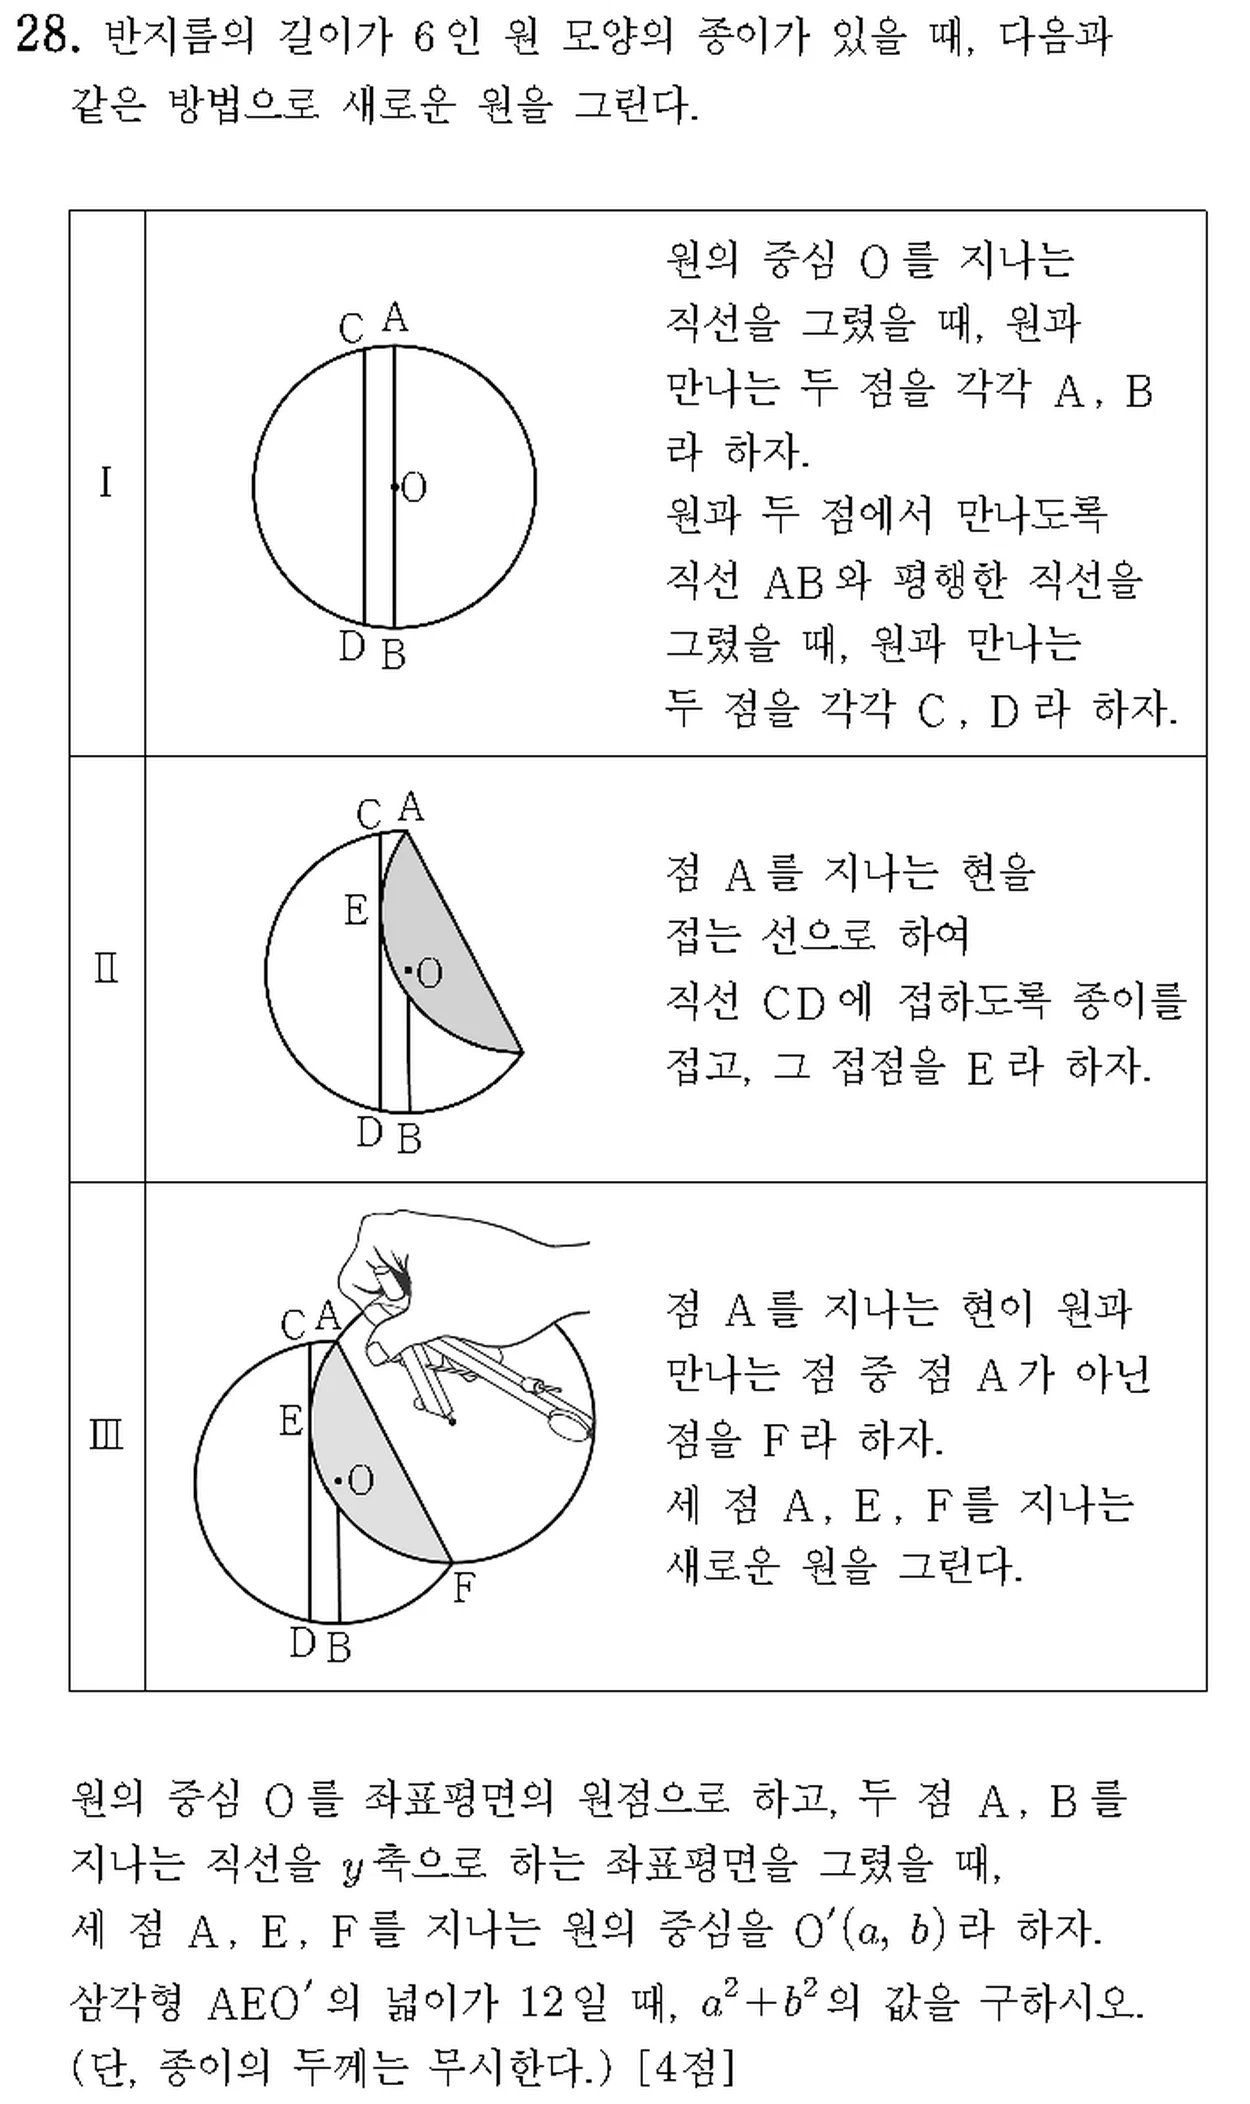 28. 반지름의 길이가 6인 원 모양의 종이가 있을 때, 다음과
같은 방법으로 새로운 원을 그린다.
Ⅰ
C A
O
D B
원의 중심 O를 지나는
직선을 그렸을 때, 원과
만나는 두 점을 각각 A, B
라 하자.
원과 두 점에서 만나도록
직선 AB와 평행한 직선을
그렸을 때, 원과 만나는
두 점을 각각 C, D라 하자.
Ⅱ
C A
E
O
D B
점 A를 지나는 현을
접는 선으로 하여
직선 CD에 접하도록 종이를
접고, 그 접점을 E라 하자.
Ⅲ
C A
E
O
F
D B
점 A를 지나는 현이 원과
만나는 점 중 점 A가 아닌
점을 F라 하자.
세 점 A, E, F를 지나는
새로운 원을 그린다.
원의 중심 O를 좌표평면의 원점으로 하고, 두 점 A, B를
지나는 직선을 y축으로 하는 좌표평면을 그렸을 때,
세 점 A, E, F를 지나는 원의 중심을 O′(a, b)라 하자.
삼각형 AEO′의 넓이가 12일 때, a²+b²의 값을 구하시오.
(단, 종이의 두께는 무시한다.) [4점]